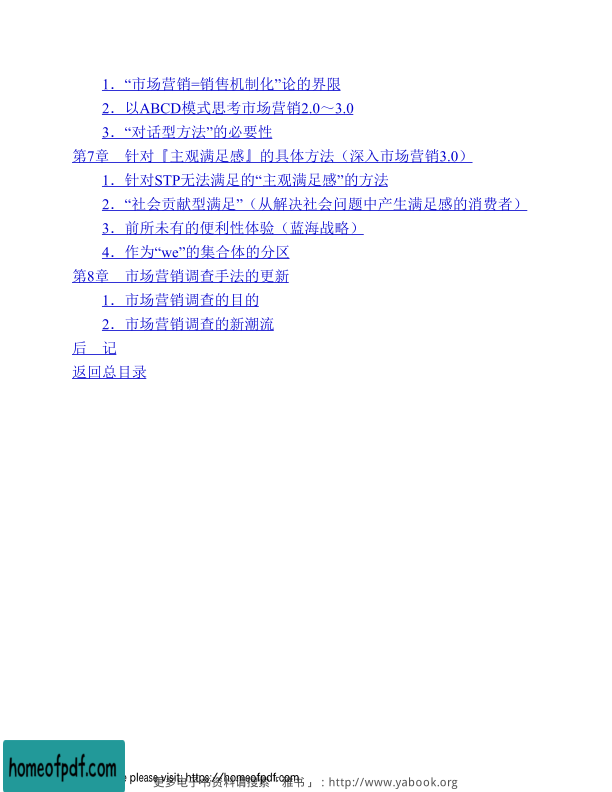 1．“市场营销=销售机制化”论的界限
2．以ABCD模式思考市场营销2.0～3.0
3．“对话型方法”的必要性
第7章　针对『主观满足感』的具体方法（深入市场营销3.0）
1．针对STP无法满足的“主观满足感”的方法
2．“社会贡献型满足”（从解决社会问题中产生满足感的消费者）
3．前所未有的便利性体验（蓝海战略）
4．作为“we”的集合体的分区
第8章　市场营销调查手法的更新
1．市场营销调查的目的
2．市场营销调查的新潮流
后　记
返回总目录
homeofpdf.com
please visit: https://homeofpdf.com
更多电子书资料请搜索「雅书」：http://www.yabook.org